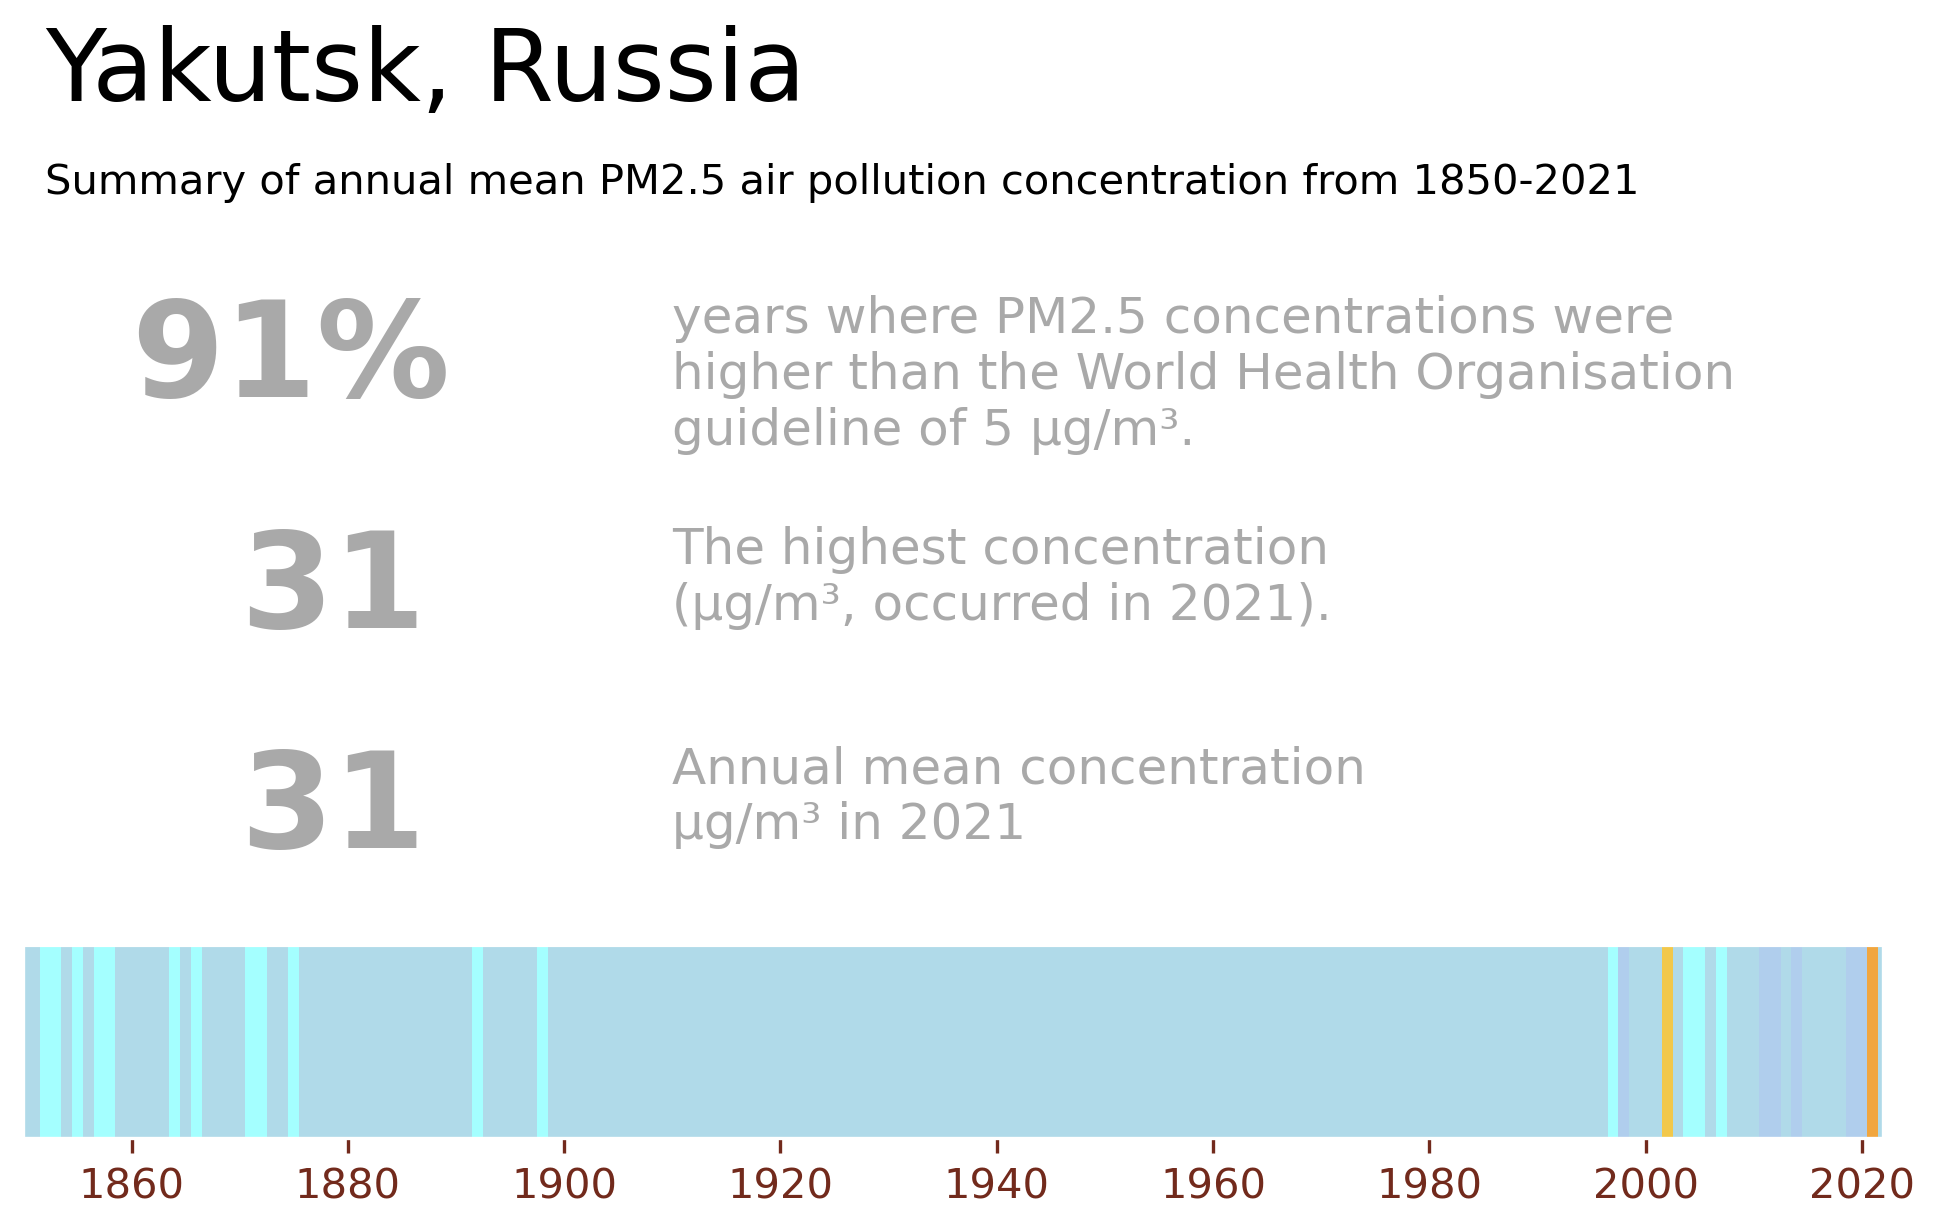 Yakutsk, Russia
Summary of annual mean PM2.5 air pollution concentration from 1850-2021
91%
years where PM2.5 concentrations were
higher than the World Health Organisation
guideline of 5 µg/m³.
31
The highest concentration
(µg/m³, occurred in 2021).
31
Annual mean concentration
µg/m³ in 2021
1860 1880 1900 1920 1940 1960 1980 2000 2020